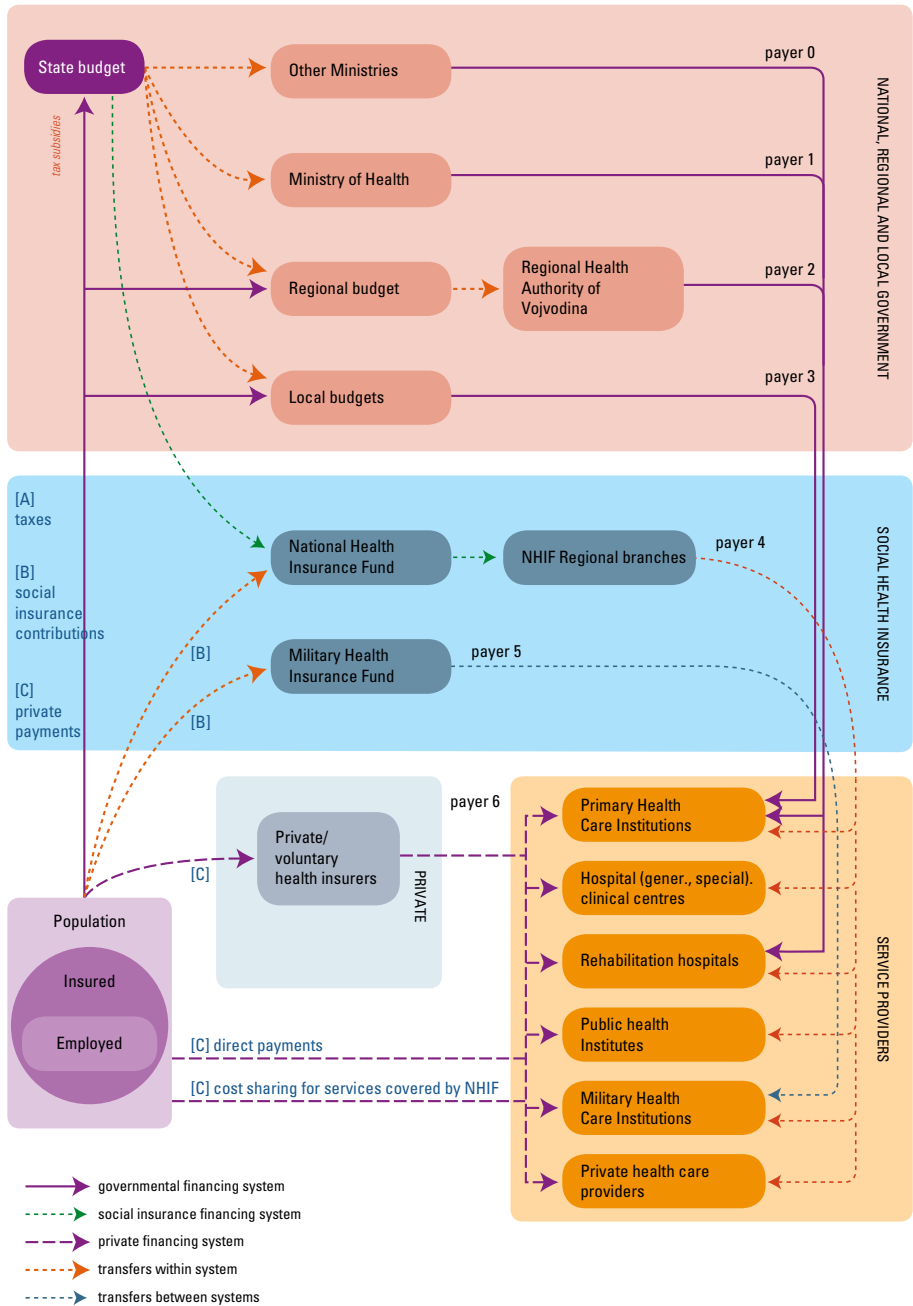 payer 0
State budget
Other Ministries
tax subsidies
payer 1
Ministry of Health
NATIONAL, REGIONAL AND LOCAL GOVERNMENT
Regional budget
Regional Health
Authority of
Vojvodina
payer 2
payer 3
Local budgets
[A]
taxes
[B]
social
insurance
contributions
[C]
private
payments
National Health
Insurance Fund
NHIF Regional branches
payer 4
[B]
Military Health
Insurance Fund
payer 5
[B]
SOCIAL HEALTH INSURANCE
payer 6
Private/
voluntary
health insurers
[C]
PRIVATE
Primary Health
Care Institutions
Hospital (gener., special).
clinical centres
Rehabilitation hospitals
Public health
Institutes
Military Health
Care Institutions
Private health care
providers
SERVICE PROVIDERS
Population
Insured
Employed
[C] direct payments
[C] cost sharing for services covered by NHIF
governmental financing system
social insurance financing system
private financing system
transfers within system
transfers between systems